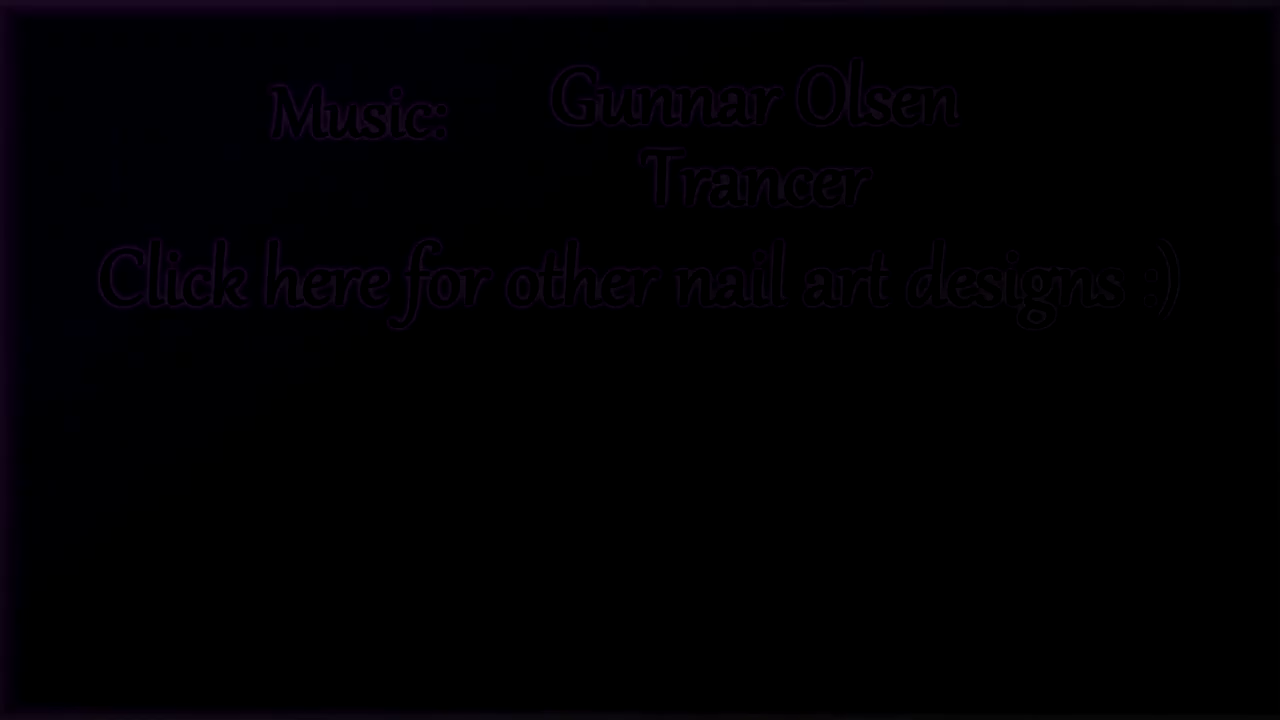 Music: Gunnar Olsen
Trancer
Click here for other nail art designs :)